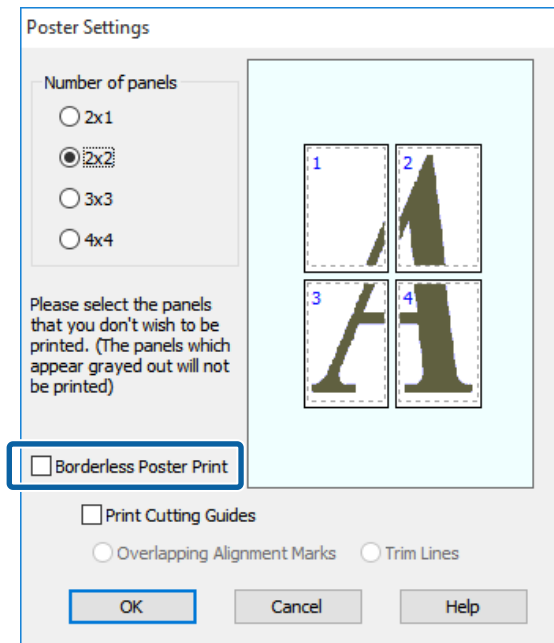 Poster Settings
Number of panels
2x1
2x2
3x3
4x4
1
2
3
4
A
Please select the panels
that you don't wish to be
printed. (The panels which
appear grayed out will not
be printed)
Borderless Poster Print
Print Cutting Guides
Overlapping Alignment Marks
Trim Lines
OK
Cancel
Help